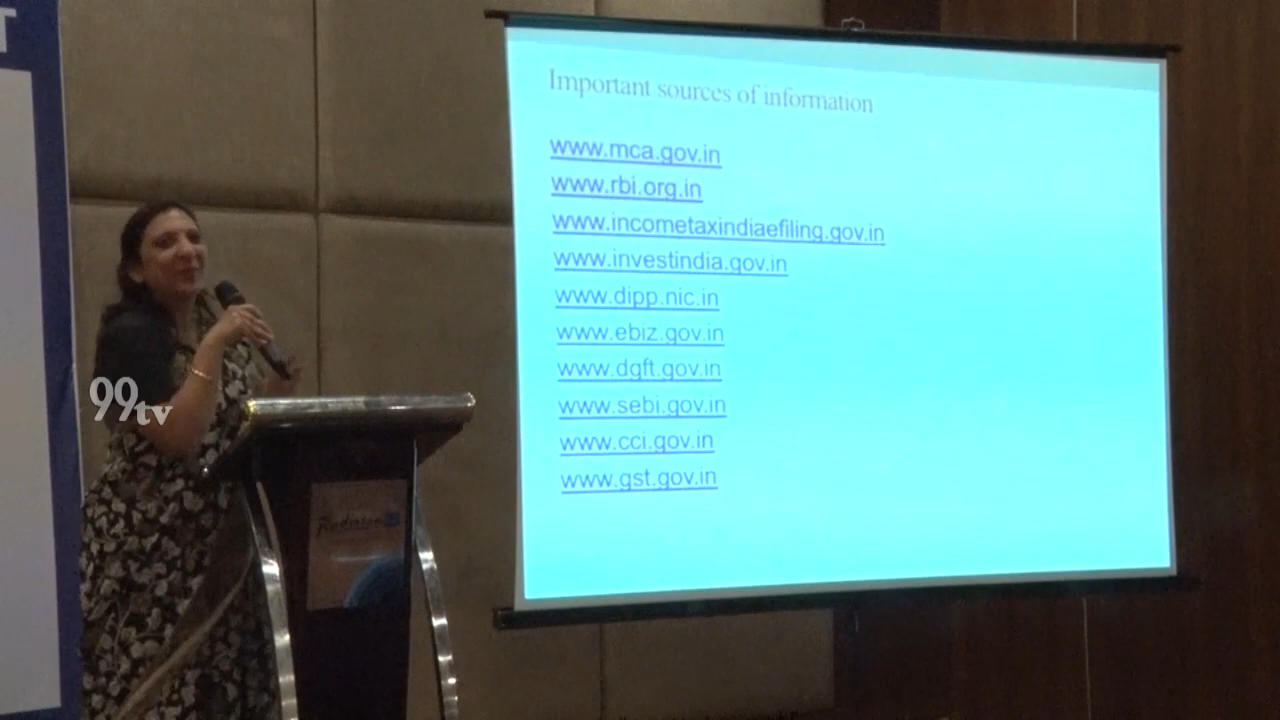 T
Important sources of information
www.mca.gov.in
www.rbi.org.in
www.incometaxindiaefiling.gov.in
www.investindia.gov.in
www.dipp.nic.in
www.ebiz.gov.in
www.dgft.gov.in
www.sebi.gov.in
www.cci.gov.in
www.gst.gov.in
99tv
Radisson